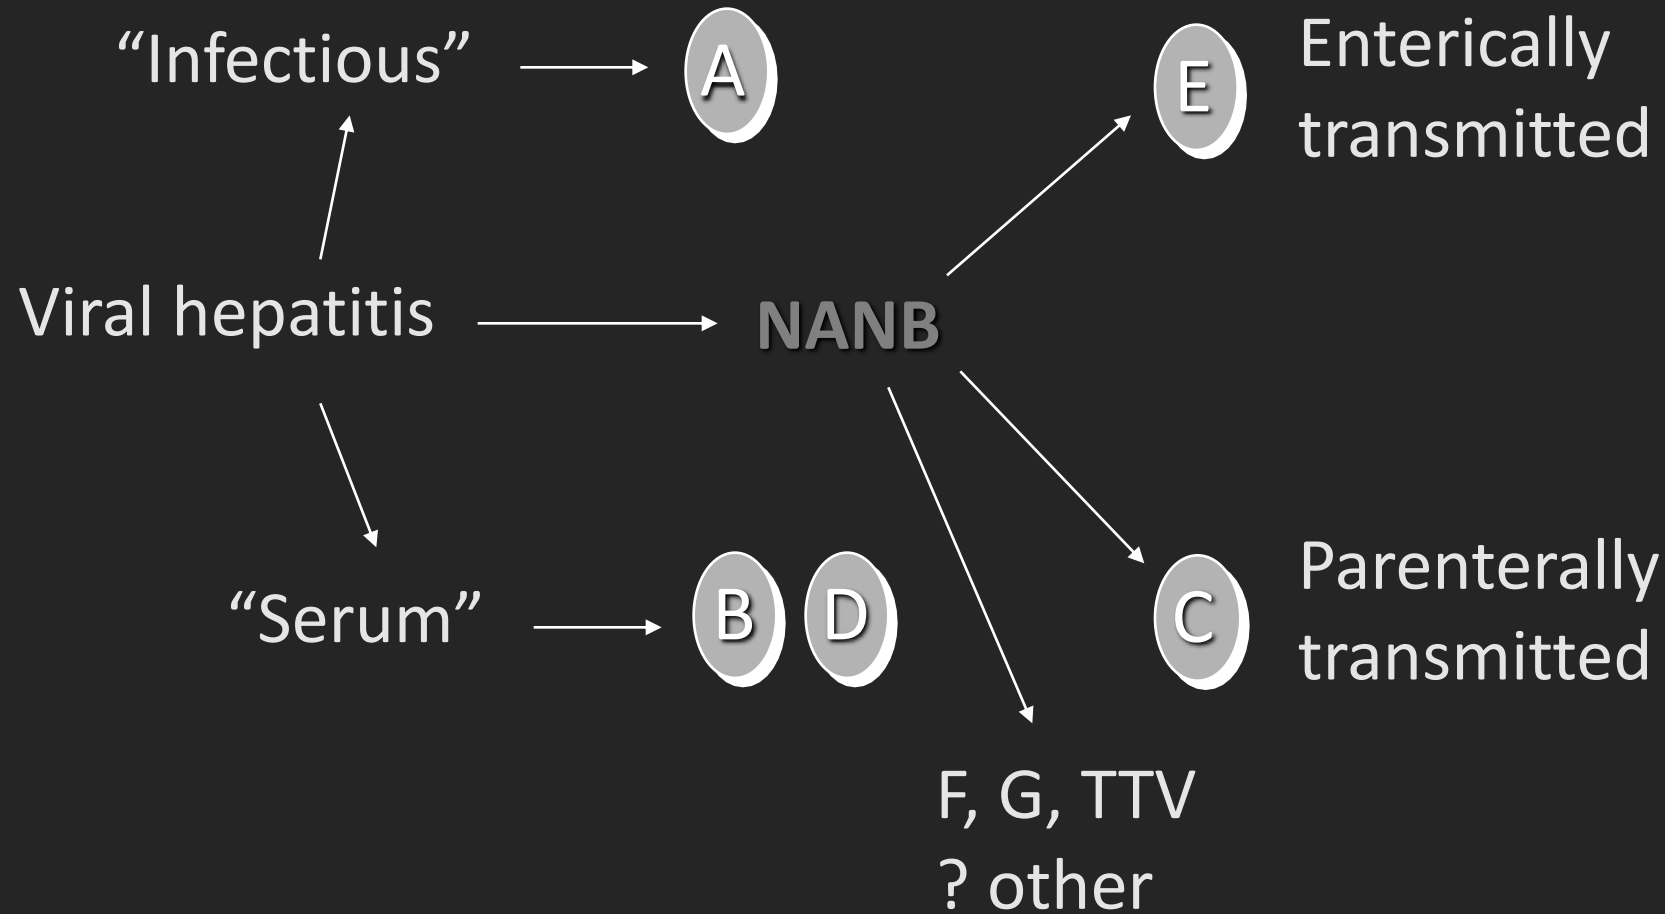 “Infectious”
A
E
Enterically
transmitted
Viral hepatitis
NANB
“Serum”
B
D
C
Parenterally
transmitted
F, G, TTV
? other